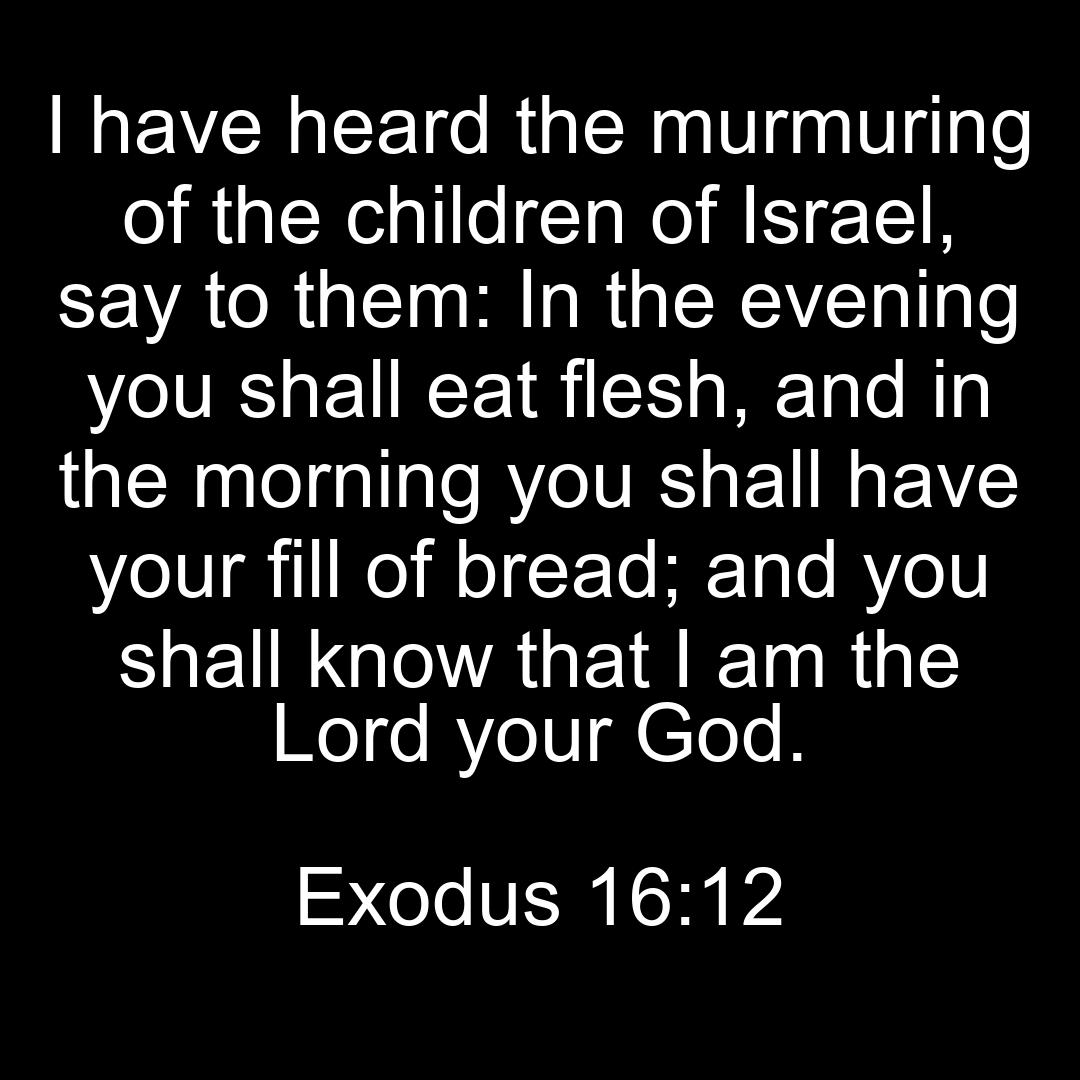 I have heard the murmuring
of the children of Israel,
say to them: In the evening
you shall eat flesh, and in
the morning you shall have
your fill of bread; and you
shall know that I am the
Lord your God.
Exodus 16:12